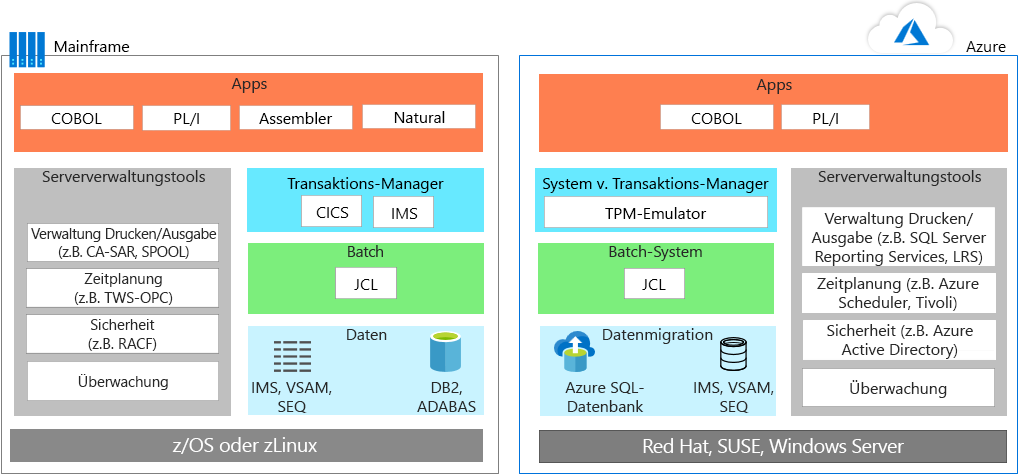 Mainframe
Apps
COBOL
PL/I
Assembler
Natural
Serververwaltungstools
Verwaltung Drucken/Ausgabe
(z.B. CA-SAR, SPOOL)
Zeitplanung
(z.B. TWS-OPC)
Sicherheit
(z.B. RACF)
Überwachung
Transaktions-Manager
CICS
IMS
Batch
JCL
Daten
IMS, VSAM,
SEQ
DB2,
ADABAS
z/OS oder zLinux
Azure
Apps
COBOL
PL/I
System v. Transaktions-Manager
TPM-Emulator
Batch-System
JCL
Datenmigration
Azure SQL-
Datenbank
IMS, VSAM,
SEQ
Serververwaltungstools
Verwaltung Drucken/
Ausgabe (z.B. SQL Server
Reporting Services, LRS)
Zeitplanung (z.B. Azure
Scheduler, Tivoli)
Sicherheit (z.B. Azure
Active Directory)
Überwachung
Red Hat, SUSE, Windows Server